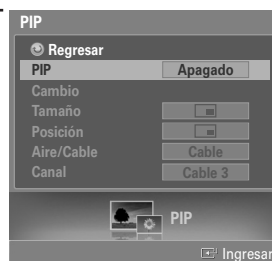 PIP
Regresar
PIP Apagado
Cambio
Tamaño
Posición
Aire/Cable Cable
Canal Cable 3
PIP
Ingresar